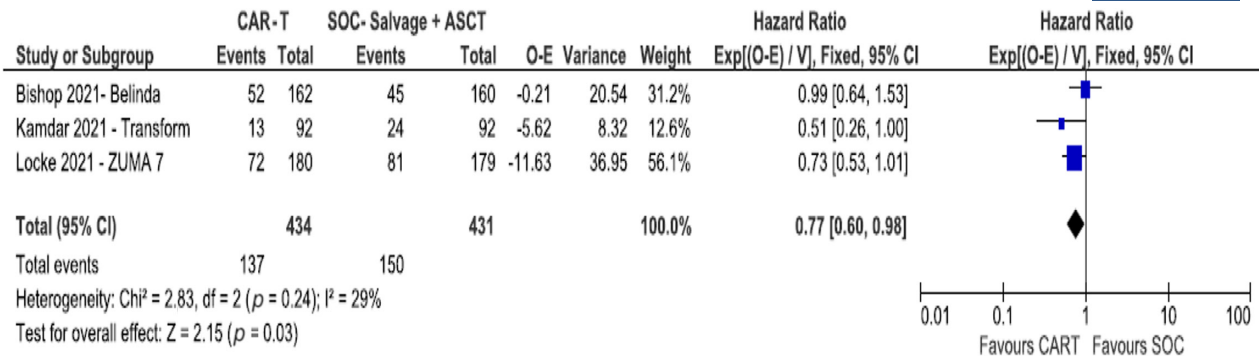 CAR-T SOC- Salvage + ASCT Hazard Ratio Hazard Ratio
Study or Subgroup Events Total Events Total O-E Variance Weight Exp[(O-E) / V], Fixed, 95% CI Exp[(O-E) / V], Fixed, 95% CI
Bishop 2021- Belinda 52 162 45 160 -0.21 20.54 31.2% 0.99 [0.64, 1.53]
Kamdar 2021 - Transform 13 92 24 92 -5.62 8.32 12.6% 0.51 [0.26, 1.00]
Locke 2021 - ZUMA 7 72 180 81 179 -11.63 36.95 56.1% 0.73 [0.53, 1.01]
Total (95% CI) 434 431 100.0% 0.77 [0.60, 0.98]
Total events 137 150
Heterogeneity: Chi² = 2.83, df = 2 (p = 0.24); I² = 29%
Test for overall effect: Z = 2.15 (p = 0.03)
0.01 0.1 1 10 100
Favours CART Favours SOC